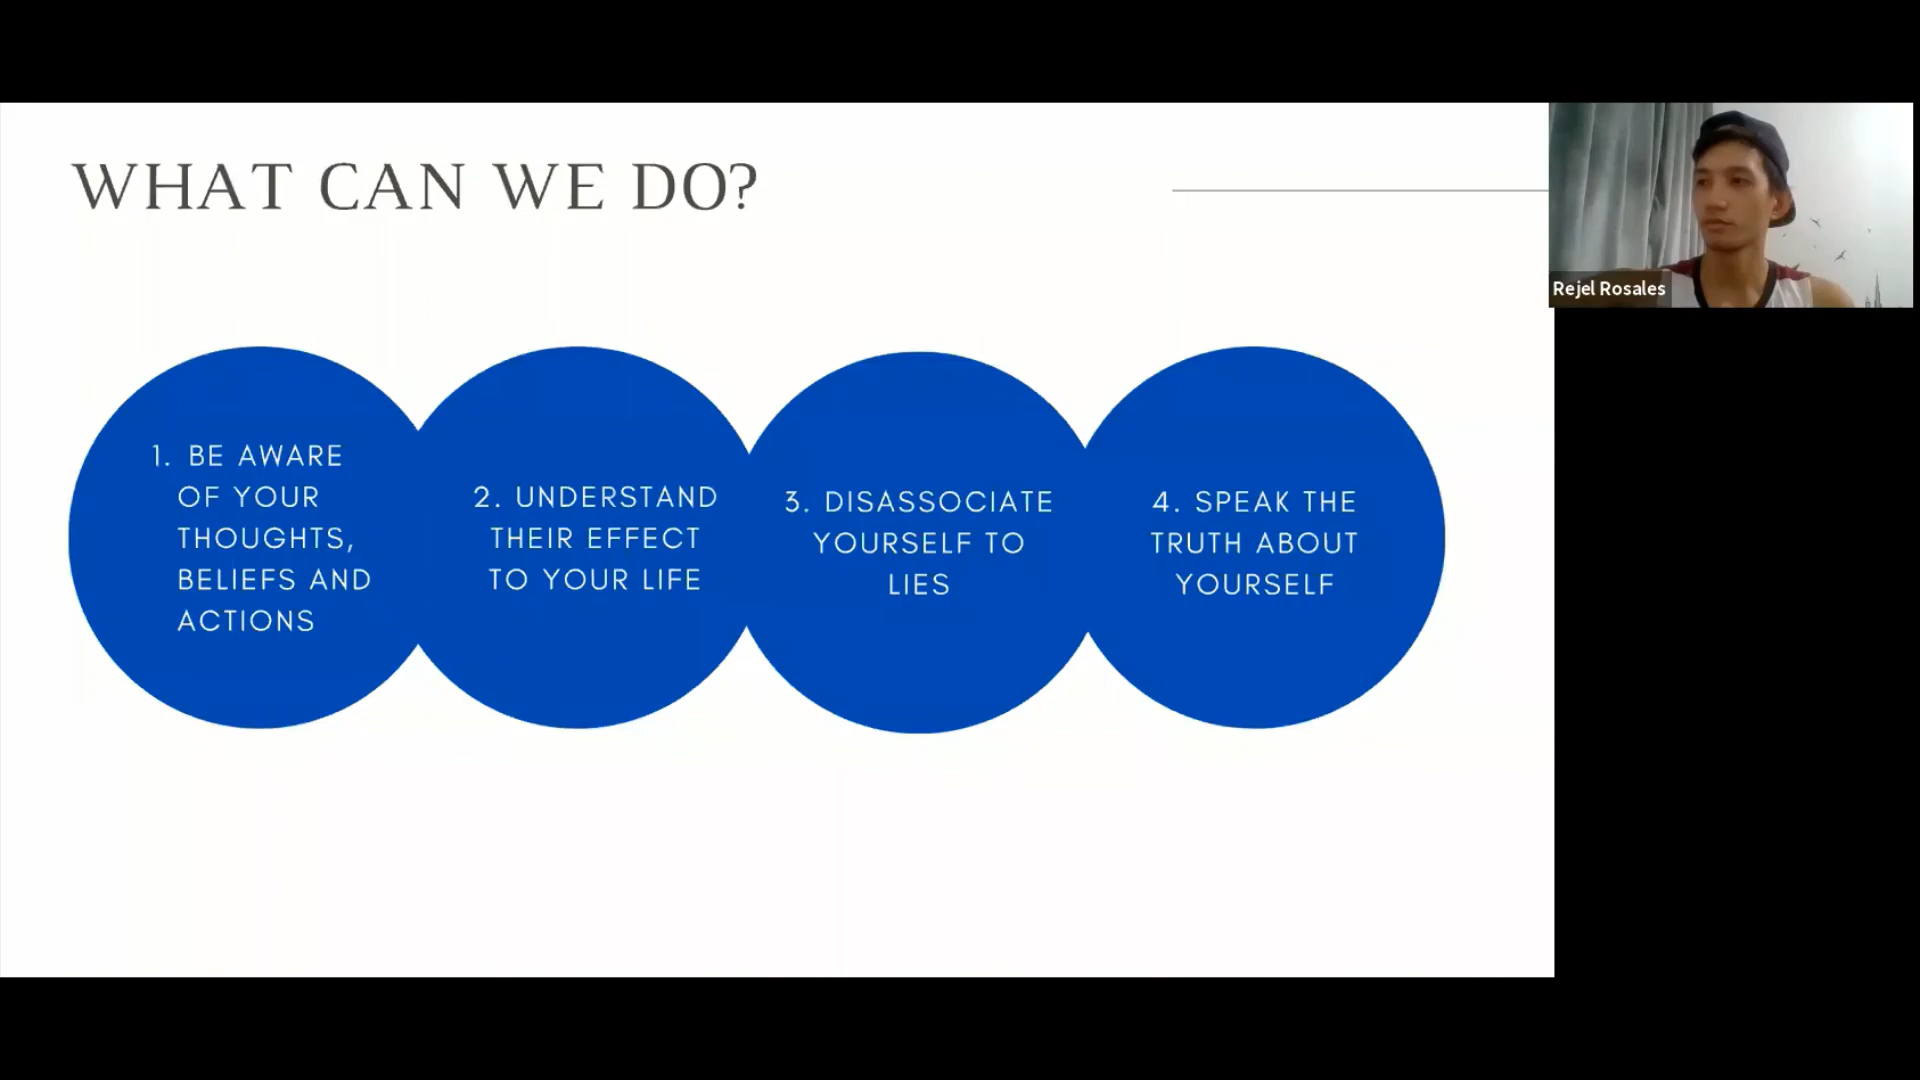 WHAT CAN WE DO?
1. BE AWARE
OF YOUR
THOUGHTS,
BELIEFS AND
ACTIONS
2. UNDERSTAND
THEIR EFFECT
TO YOUR LIFE
3. DISASSOCIATE
YOURSELF TO
LIES
4. SPEAK THE
TRUTH ABOUT
YOURSELF
Rejel Rosales